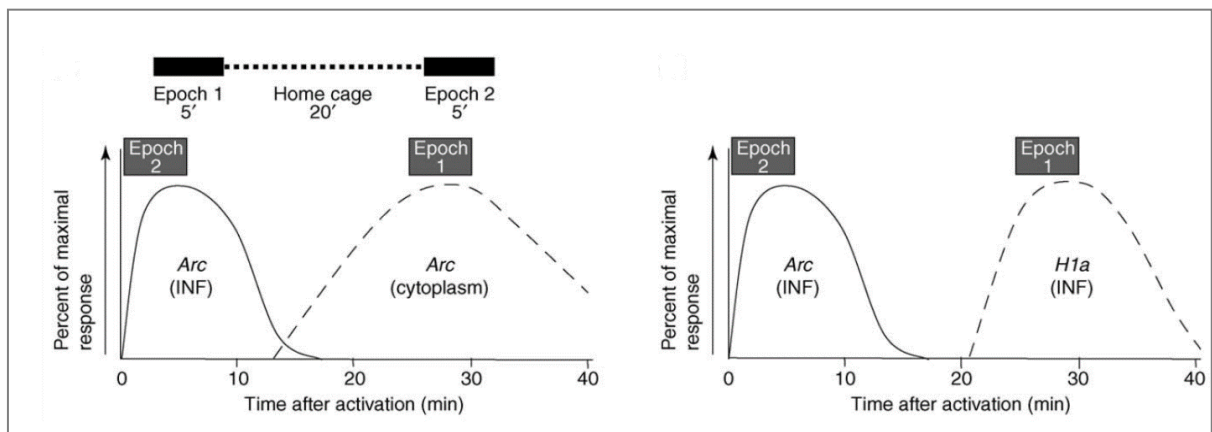 Epoch 1
5′
Home cage
20′
Epoch 2
5′
Epoch
2
Epoch
1
Percent of maximal
response
Arc
(INF)
Arc
(cytoplasm)
0
10
20
30
40
Time after activation (min)
Epoch
2
Epoch
1
Percent of maximal
response
Arc
(INF)
H1a
(INF)
0
10
20
30
40
Time after activation (min)